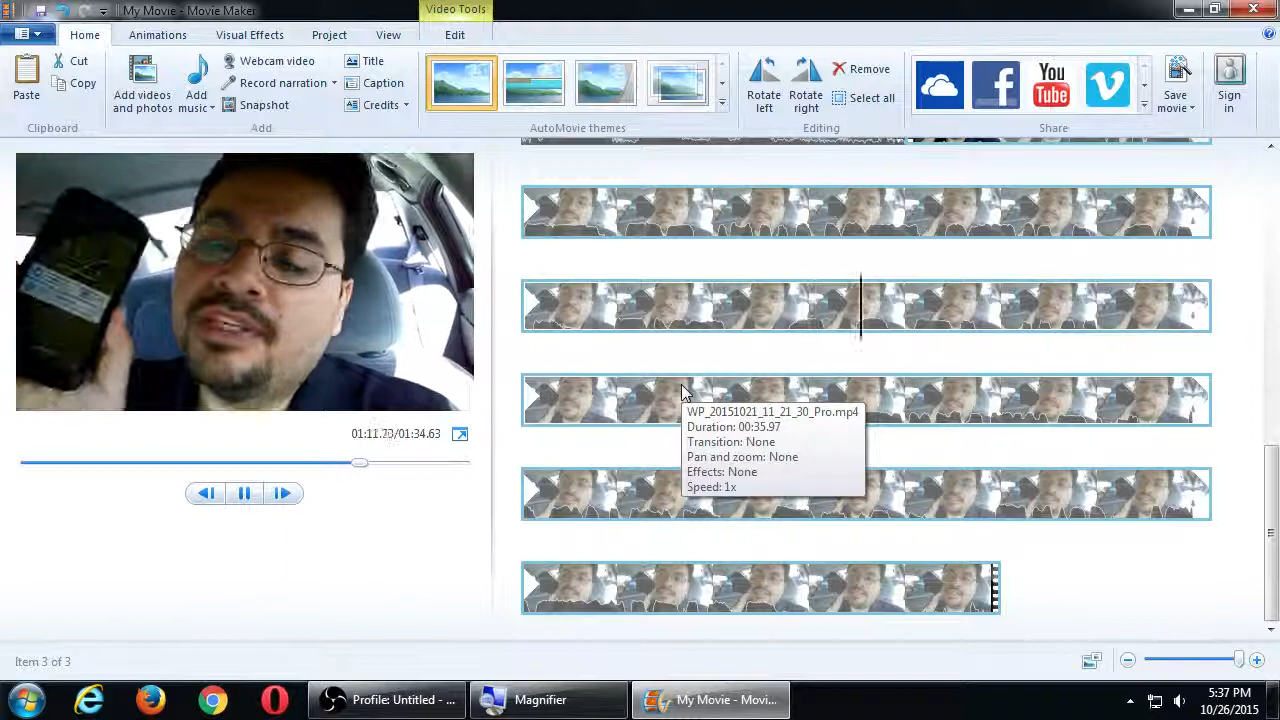 My Movie - Movie Maker
Video Tools
Home
Animations
Visual Effects
Project
View
Edit
Paste
Cut
Copy
Clipboard
Add videos and photos
Add music
Webcam video
Record narration
Snapshot
Title
Caption
Credits
Add
AutoMovie themes
Rotate left
Rotate right
Remove
Select all
Editing
You Tube
Share
Save movie
Sign in
01:11.73/01:34.63
WP_20151021_11_21_30_Pro.mp4
Duration: 00:35.97
Transition: None
Pan and zoom: None
Effects: None
Speed: 1x
Item 3 of 3
Profile: Untitled - ...
Magnifier
My Movie - Movi...
5:37 PM
10/26/2015